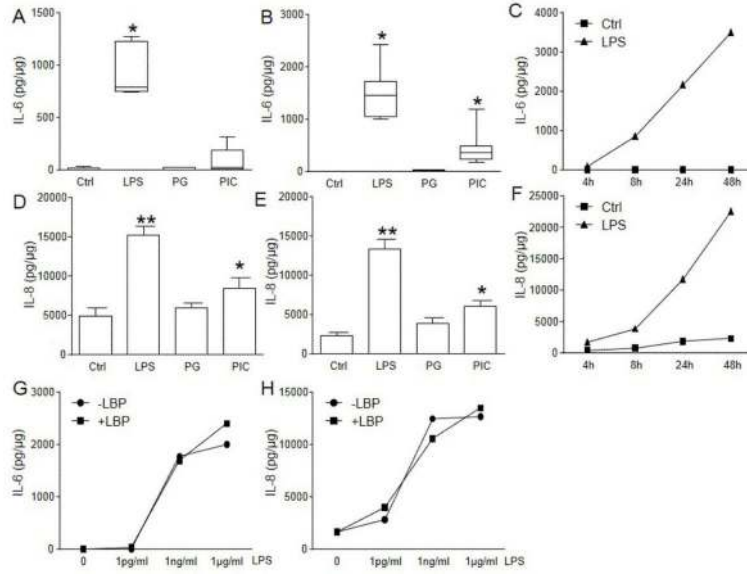 A
IL-6 (pg/µg)
1500
1000
500
0
*
Ctrl LPS PG PIC
B
IL-6 (pg/µg)
3000
2000
1000
0
*
*
Ctrl LPS PG PIC
C
Ctrl
LPS
IL-6 (pg/µg)
4000
3000
2000
1000
0
4h 8h 24h 48h
D
IL-8 (pg/µg)
20000
15000
10000
5000
0
**
*
Ctrl LPS PG PIC
E
IL-8 (pg/µg)
20000
15000
10000
5000
0
**
*
Ctrl LPS PG PIC
F
Ctrl
LPS
IL-8 (pg/µg)
25000
20000
15000
10000
5000
0
4h 8h 24h 48h
G
-LBP
+LBP
IL-6 (pg/µg)
3000
2000
1000
0
0 1pg/ml 1ng/ml 1µg/ml LPS
H
-LBP
+LBP
IL-8 (pg/µg)
15000
10000
5000
0
0 1pg/ml 1ng/ml 1µg/ml LPS